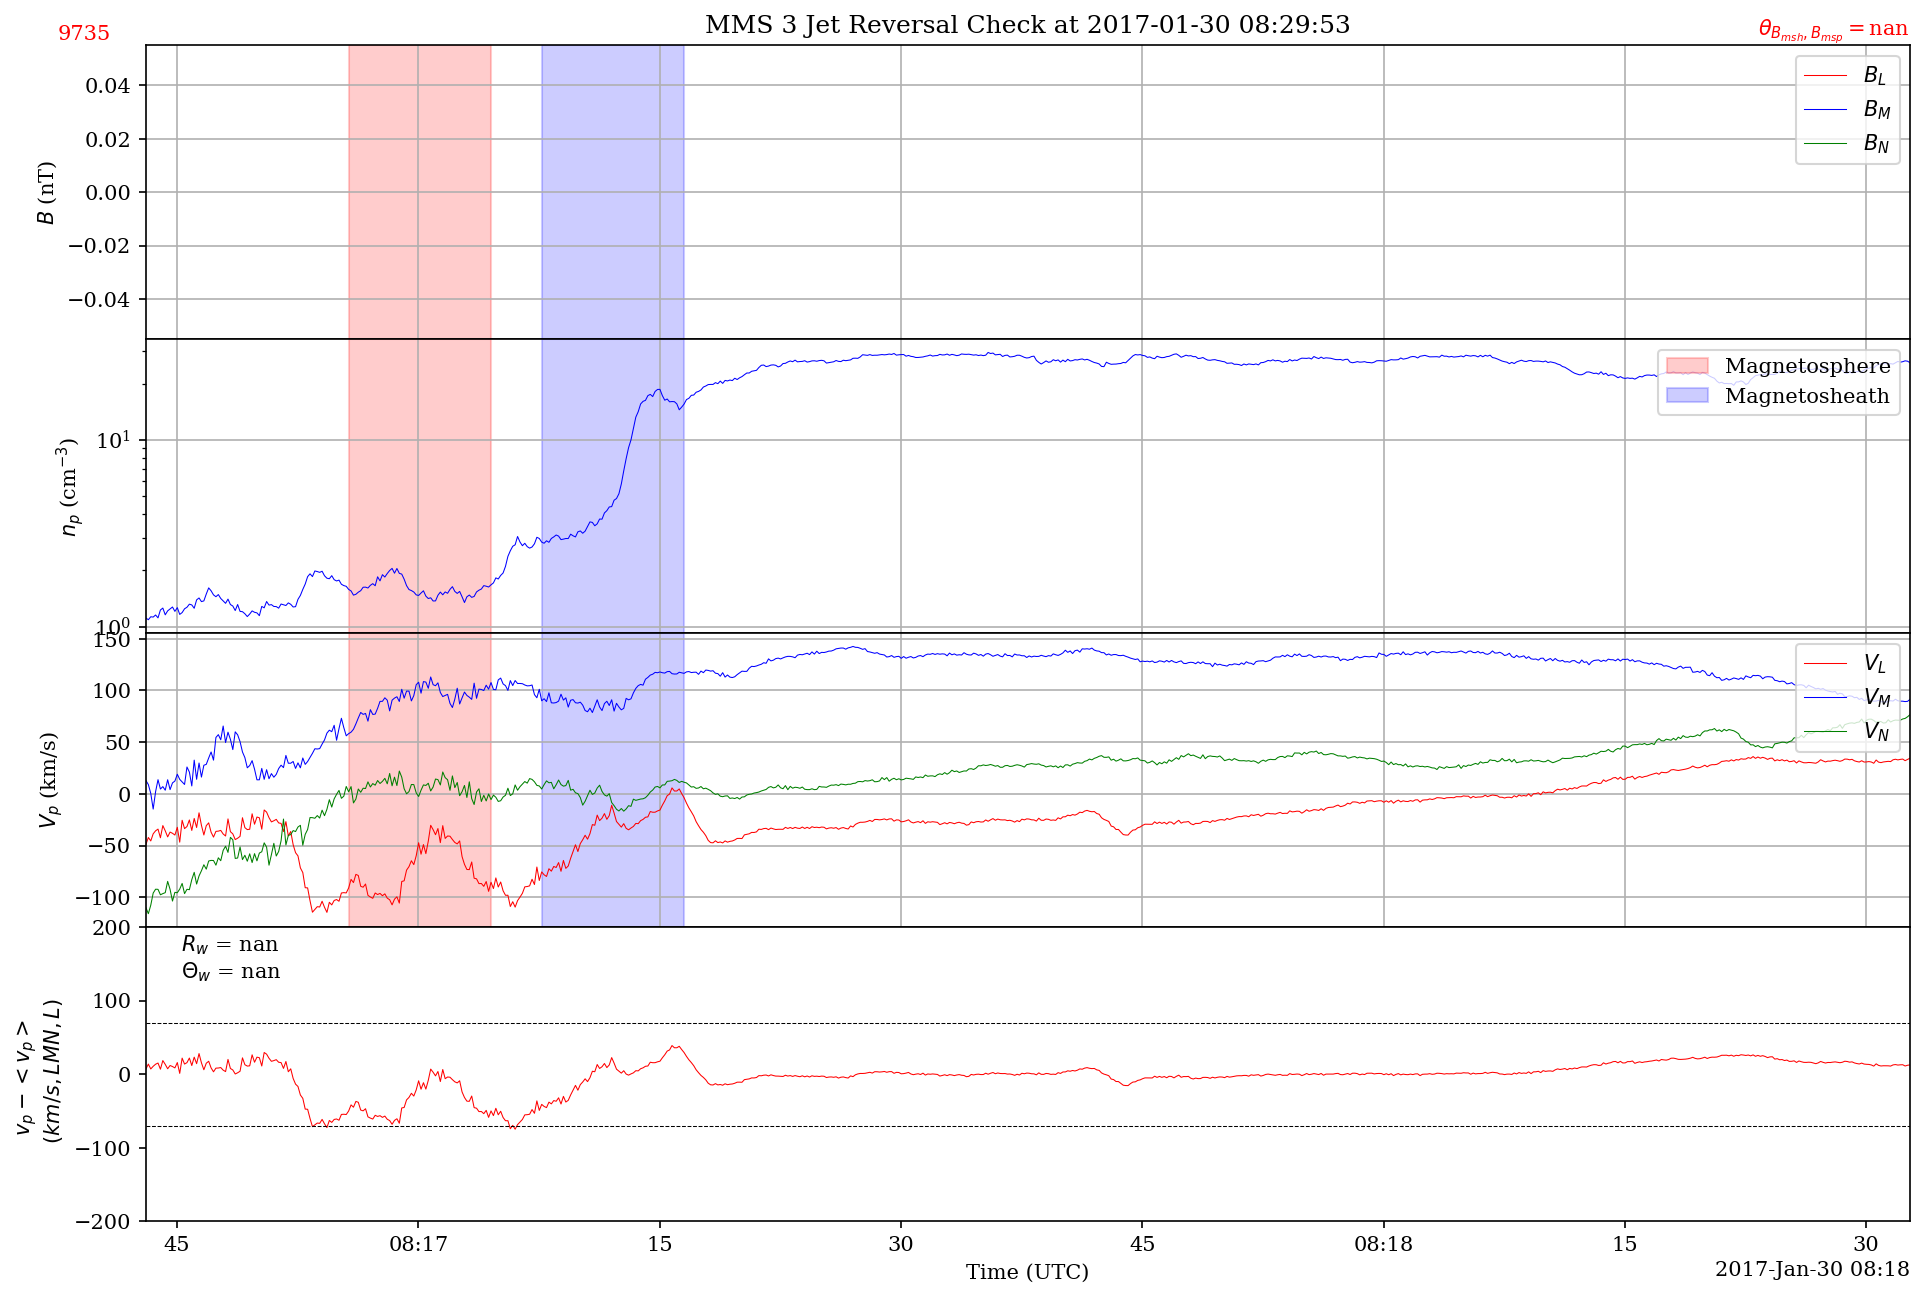 MMS 3 Jet Reversal Check at 2017-01-30 08:29:53
9735
θ_{B_{msh}, B_{msp}} = nan
0.04
0.02
0.00
−0.02
−0.04
B (nT)
B_L
B_M
B_N
10^1
10^0
n_p (cm^{−3})
Magnetosphere
Magnetosheath
150
100
50
0
−50
−100
V_p (km/s)
V_L
V_M
V_N
200
100
0
−100
−200
v_p − < v_p >
(km/s, LMN, L)
R_w = nan
Θ_w = nan
45 08:17 15 30 45 08:18 15 30
Time (UTC)
2017-Jan-30 08:18